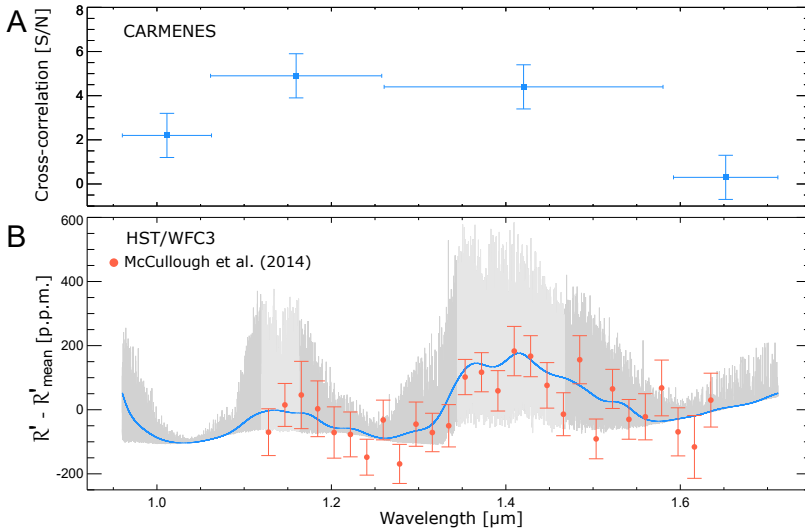 A
CARMENES
Cross-correlation [S/N]
8
6
4
2
0
B
HST/WFC3
McCullough et al. (2014)
R' - R'mean [p.p.m.]
600
400
200
0
-200
1.0 1.2 1.4 1.6
Wavelength [µm]